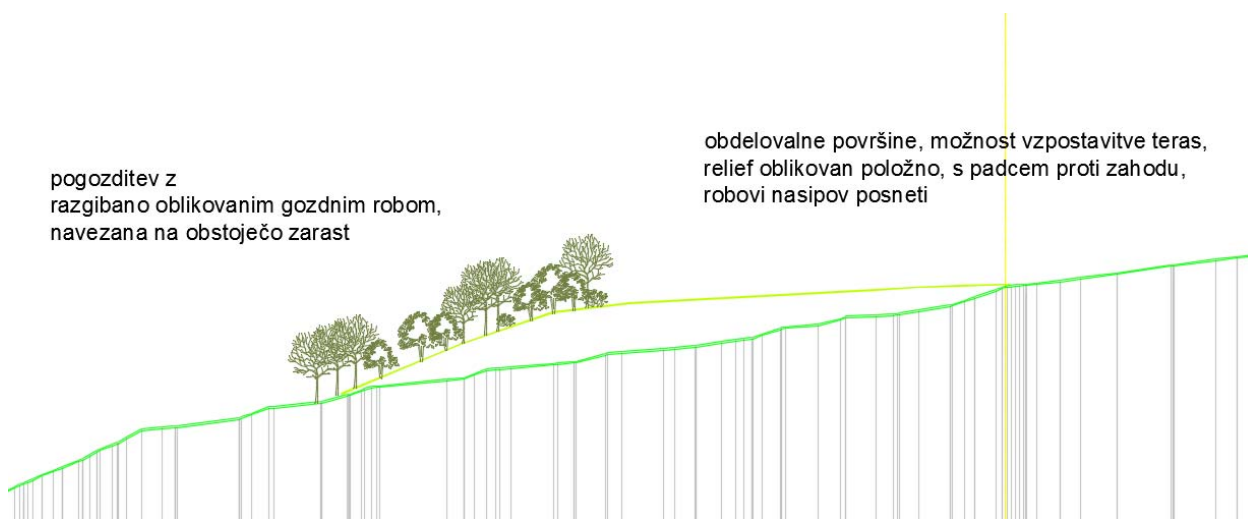 pogozditev z
razgibano oblikovanim gozdnim robom,
navezana na obstoječo zarast
obdelovalne površine, možnost vzpostavitve teras,
relief oblikovan položno, s padcem proti zahodu,
robovi nasipov posneti